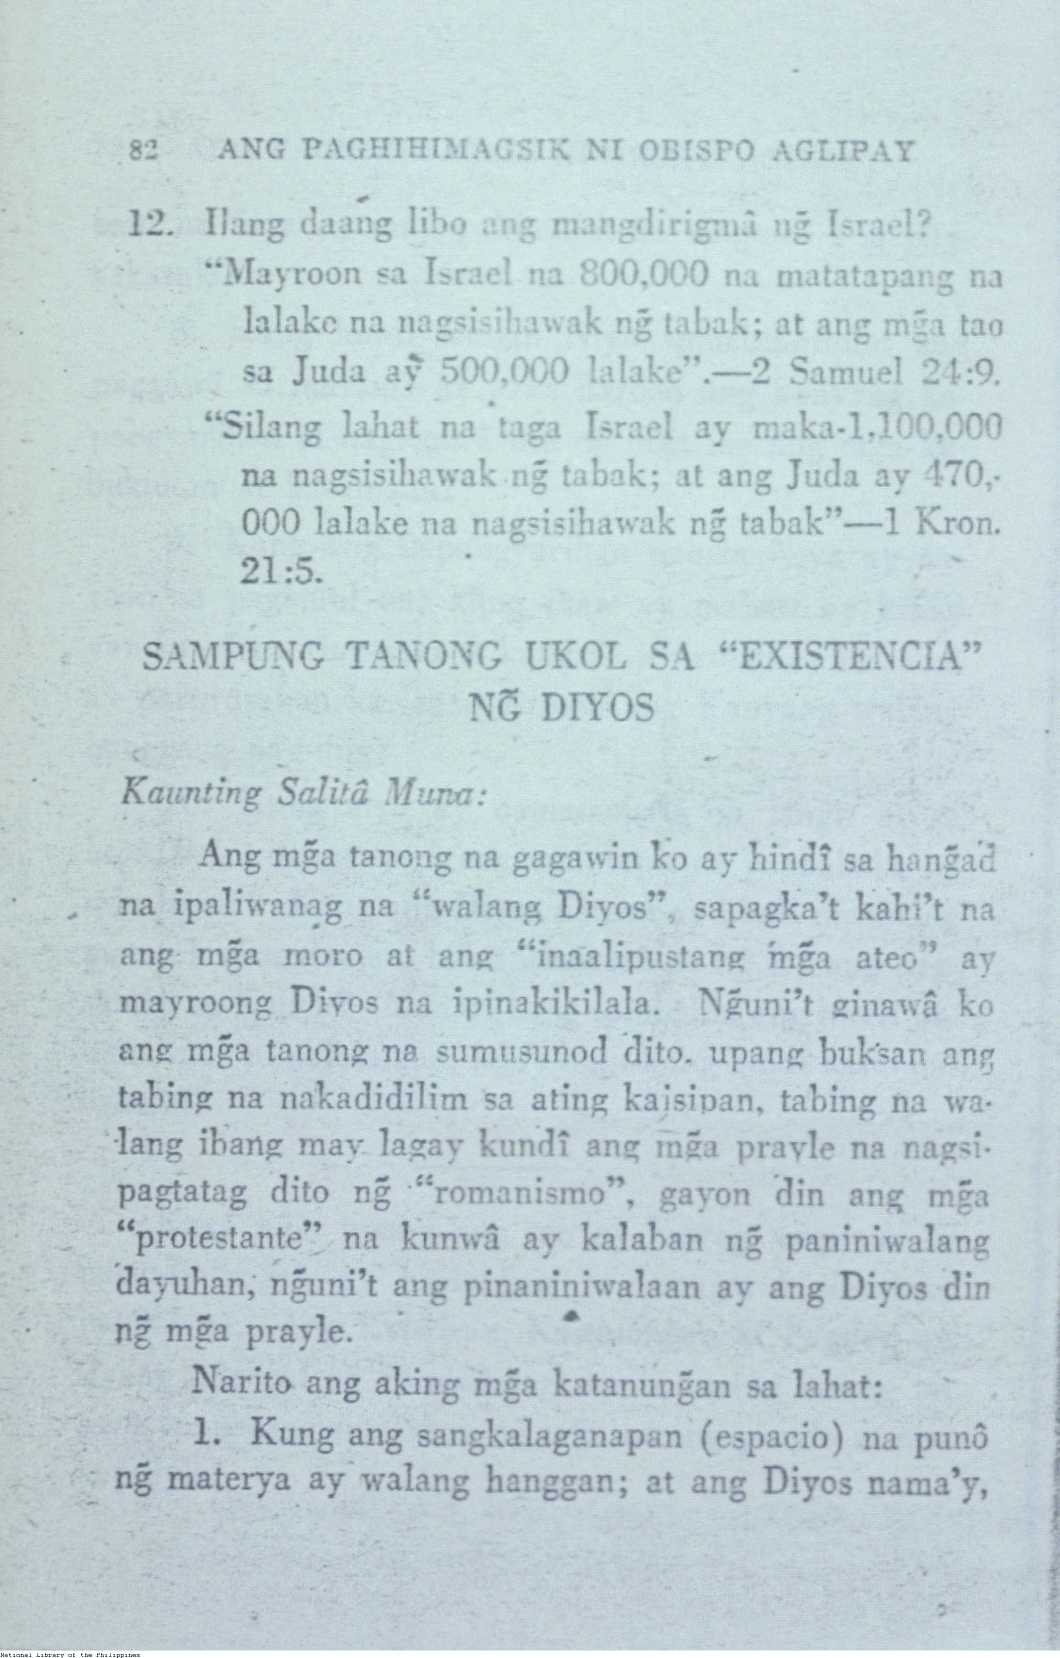 82 ANG PAGHIHIMAGSIK NI OBISPO AGLIPAY
12. Ilang daang libo ang mangdirigmâ ng̃ Israel?
“Mayroon sa Israel na 800,000 na matatapang na
lalake na nagsisihawak ng̃ tabak; at ang mg̃a tao
sa Juda ay 500,000 lalake”.—2 Samuel 24:9.
“Silang lahat na taga Israel ay maka-1,100,000
na nagsisihawak ng̃ tabak; at ang Juda ay 470,-
000 lalake na nagsisihawak ng̃ tabak”—1 Kron.
21:5.
SAMPUNG TANONG UKOL SA “EXISTENCIA”
NG̃ DIYOS
Kaunting Salitâ Muna:
Ang mg̃a tanong na gagawin ko ay hindî sa hang̃ad
na ipaliwanag na “walang Diyos”, sapagka’t kahi’t na
ang mg̃a moro at ang “inaalipustang mg̃a ateo” ay
mayroong Diyos na ipinakikilala. Ng̃uni’t ginawâ ko
ang mg̃a tanong na sumusunod dito, upang buksan ang
tabing na nakadidilim sa ating kaisipan, tabing na wa-
lang ibang may lagay kundî ang mg̃a prayle na nagsi-
pagtatag dito ng̃ “romanismo”, gayon din ang mg̃a
“protestante” na kunwâ ay kalaban ng̃ paniniwalang
dayuhan, ng̃uni’t ang pinaniniwalaan ay ang Diyos din
ng̃ mg̃a prayle.
Narito ang aking mg̃a katanung̃an sa lahat:
1. Kung ang sangkalaganapan (espacio) na punô
ng̃ materya ay walang hanggan; at ang Diyos nama’y,
National Library of the Philippines